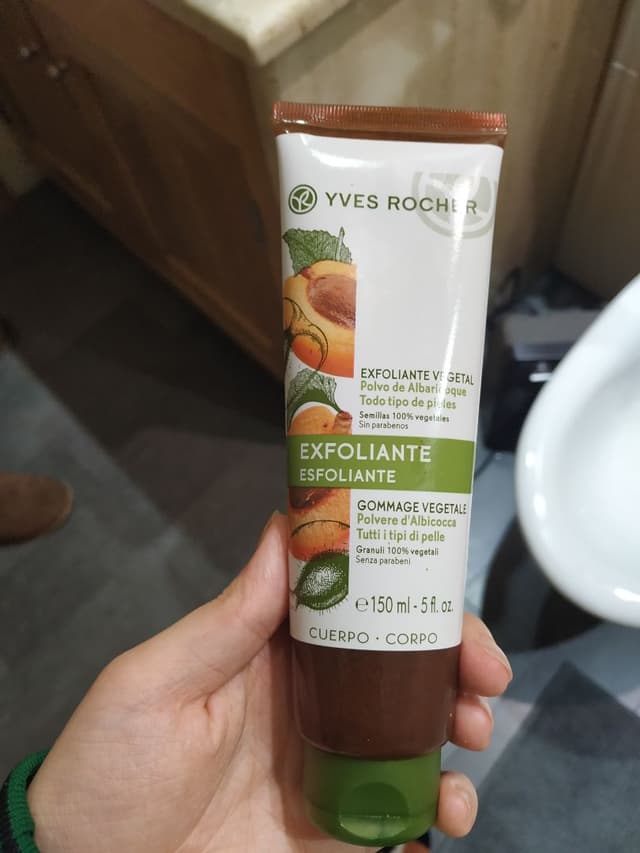 YVES ROCHER
EXFOLIANTE VEGETAL
Polvo de Albaricoque
Todo tipo de pieles
Semillas 100% vegetales
Sin parabenos
EXFOLIANTE
ESFOLIANTE
GOMMAGE VEGETALE
Polvere d'Albicocca
Tutti i tipi di pelle
Granuli 100% vegetali
Senza parabeni
℮ 150 ml - 5 fl. oz.
CUERPO • CORPO